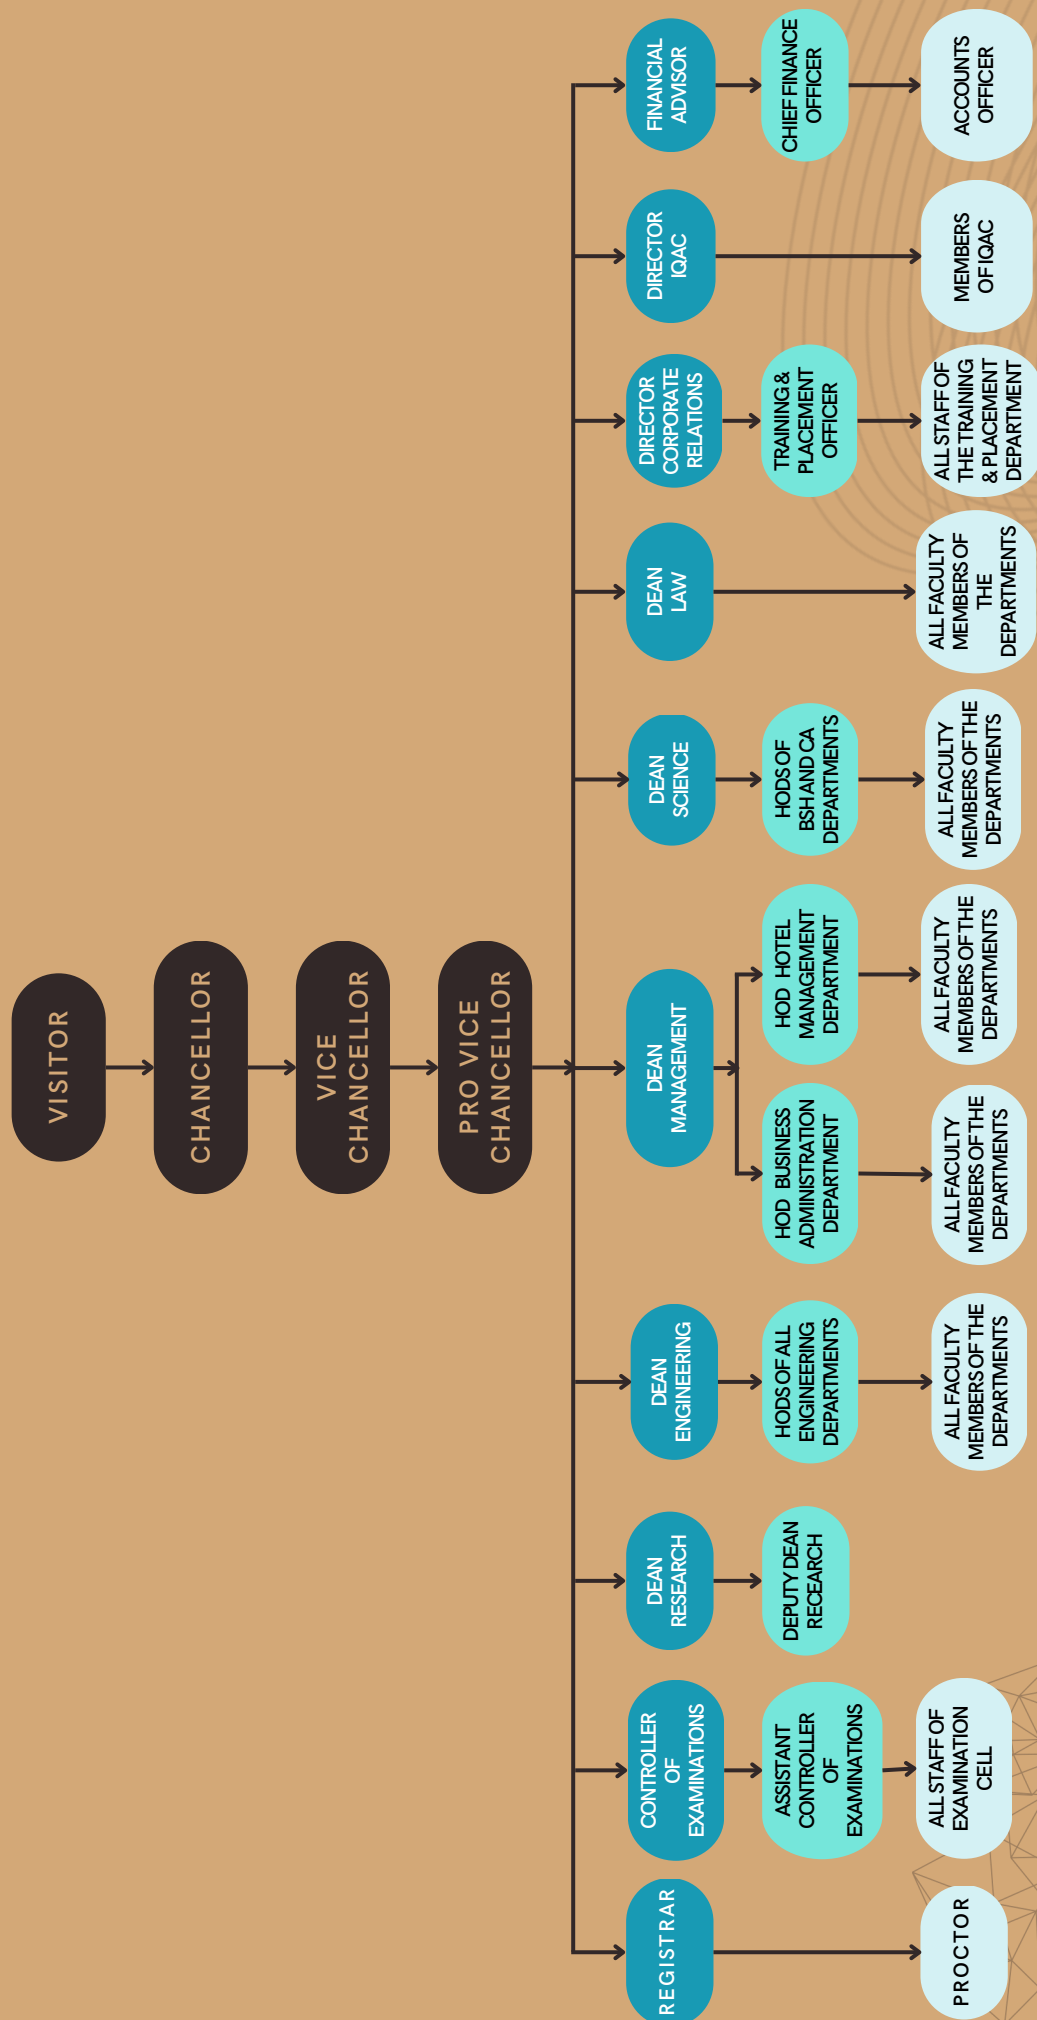 VISITOR
CHANCELLOR
VICE
CHANCELLOR
PRO VICE
CHANCELLOR
REGISTRAR
CONTROLLER
OF
EXAMINATIONS
DEAN
RESEARCH
DEAN
ENGINEERING
DEAN
MANAGEMENT
DEAN
SCIENCE
DEAN
LAW
DIRECTOR
CORPORATE
RELATIONS
DIRECTOR
IQAC
FINANCIAL
ADVISOR
ASSISTANT
CONTROLLER
OF
EXAMINATIONS
DEPUTY DEAN
RECEARCH
HODS OF ALL
ENGINEERING
DEPARTMENTS
HOD BUSINESS
ADMINISTRATION
DEPARTMENT
HOD HOTEL
MANAGEMENT
DEPARTMENT
HODS OF
BSH AND CA
DEPARTMENTS
TRAINING &
PLACEMENT
OFFICER
CHIEF FINANCE
OFFICER
PROCTOR
ALL STAFF OF
EXAMINATION
CELL
ALL FACULTY
MEMBERS OF THE
DEPARTMENTS
ALL FACULTY
MEMBERS OF THE
DEPARTMENTS
ALL FACULTY
MEMBERS OF THE
DEPARTMENTS
ALL FACULTY
MEMBERS OF THE
DEPARTMENTS
ALL FACULTY
MEMBERS OF
THE
DEPARTMENTS
ALL STAFF OF
THE TRAINING
& PLACEMENT
DEPARTMENT
MEMBERS
OF IQAC
ACCOUNTS
OFFICER